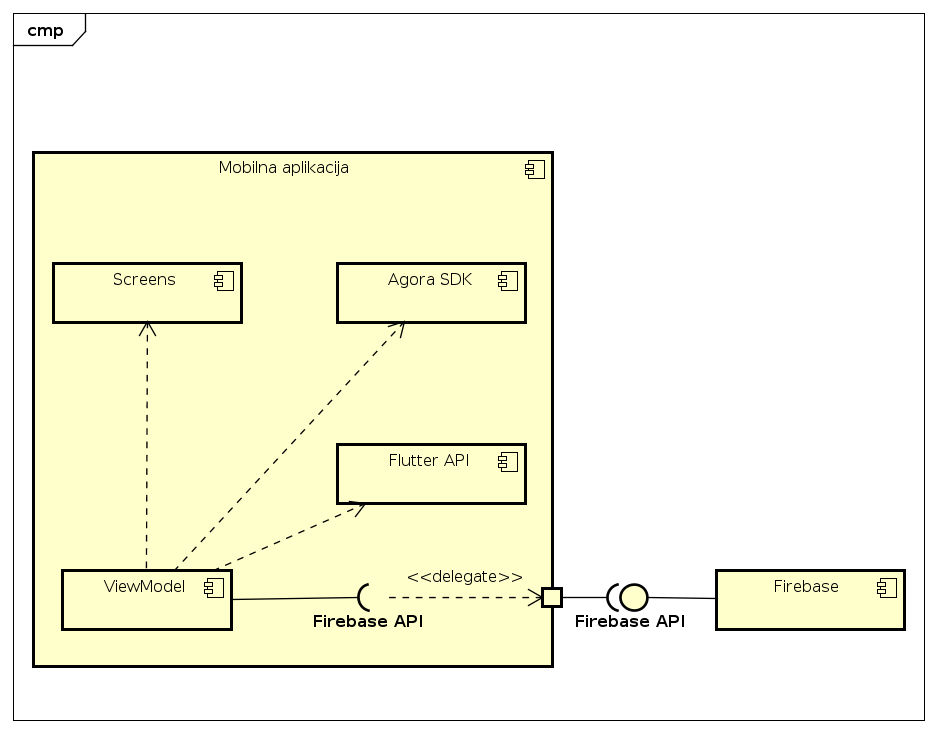 cmp
Mobilna aplikacija
Screens
Agora SDK
Flutter API
ViewModel
<<delegate>>
Firebase API
Firebase API
Firebase